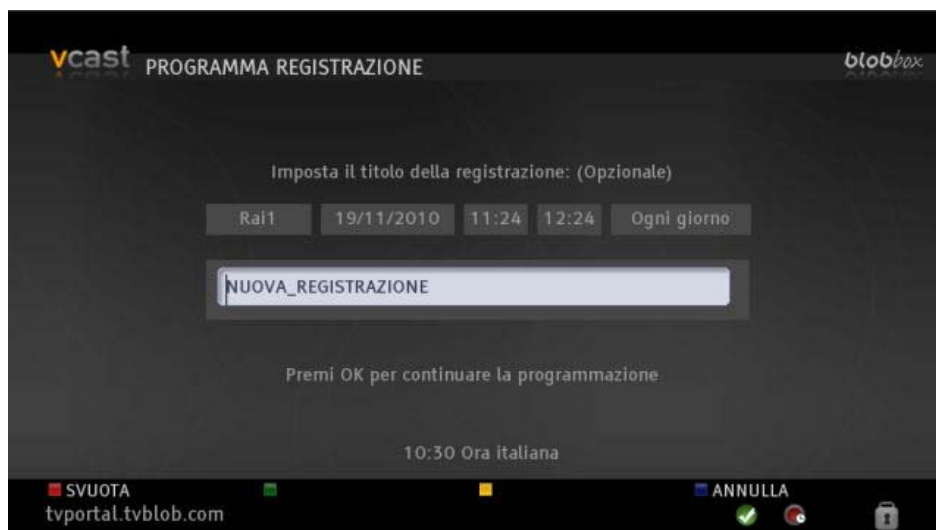 vcast PROGRAMMA REGISTRAZIONE blobbox
Imposta il titolo della registrazione: (Opzionale)
Rai1 19/11/2010 11:24 12:24 Ogni giorno
NUOVA_REGISTRAZIONE
Premi OK per continuare la programmazione
10:30 Ora italiana
SVUOTA ANNULLA
tvportal.tvblob.com